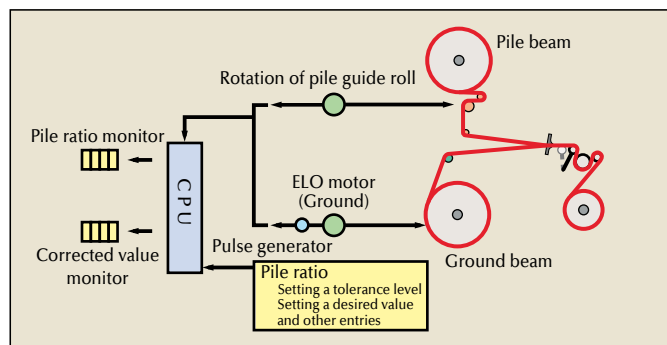 Pile beam
Rotation of pile guide roll
Pile ratio monitor
CPU
ELO motor
(Ground)
Pulse generator
Corrected value
monitor
Ground beam
Pile ratio
Setting a tolerance level
Setting a desired value
and other entries